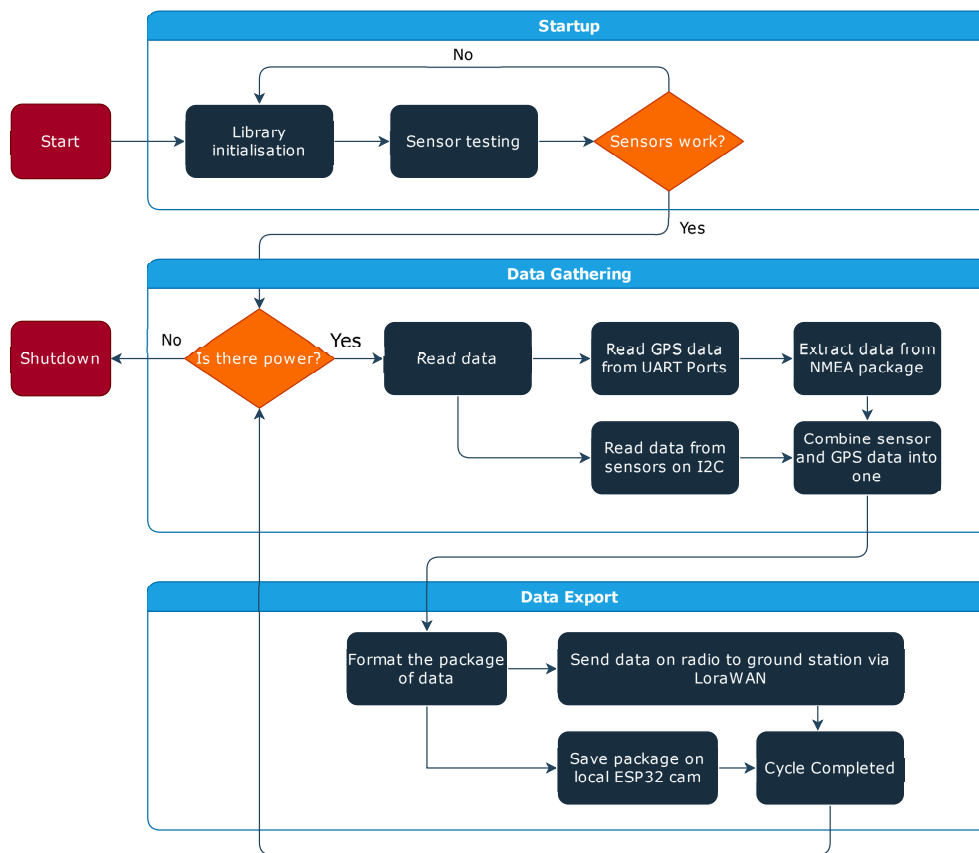 Startup
No
Start
Library
initialisation
Sensor testing
Sensors work?
Yes
Data Gathering
No
Yes
Shutdown
Is there power?
Read data
Read GPS data
from UART Ports
Extract data from
NMEA package
Read data from
sensors on I2C
Combine sensor
and GPS data into
one
Data Export
Format the package
of data
Send data on radio to ground station via
LoraWAN
Save package on
local ESP32 cam
Cycle Completed